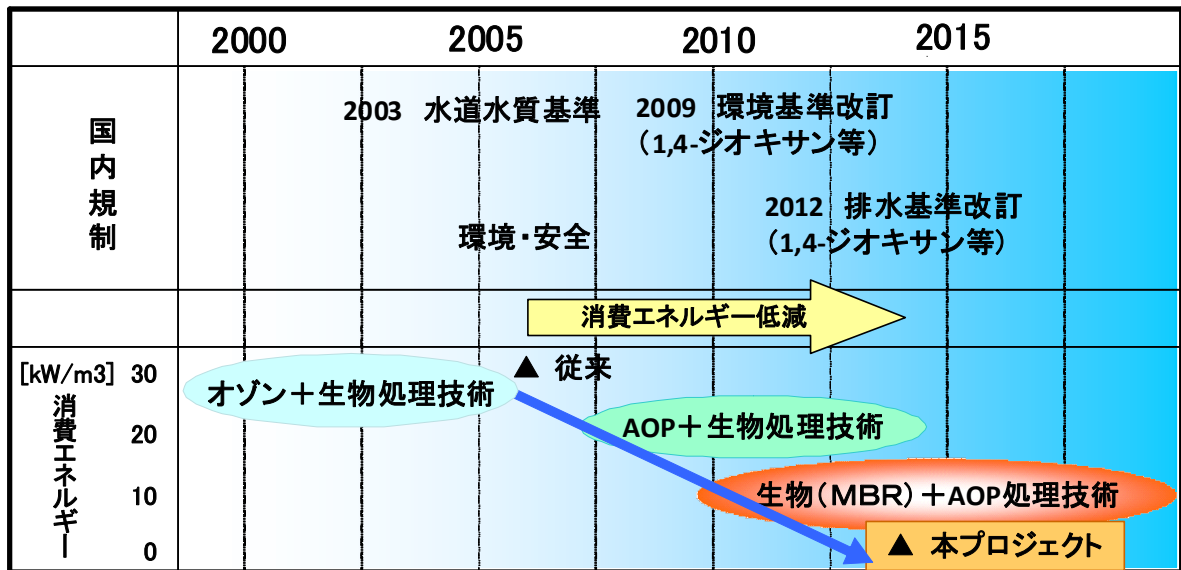 2000 2005 2010 2015
国内規制
2003 水道水質基準
2009 環境基準改訂
（1,4-ジオキサン等）
環境・安全
2012 排水基準改訂
（1,4-ジオキサン等）
消費エネルギー低減
[kW/m3] 30
20
10
0
消費エネルギー
▲ 従来
オゾン＋生物処理技術
AOP＋生物処理技術
生物（MBR）＋AOP処理技術
▲ 本プロジェクト